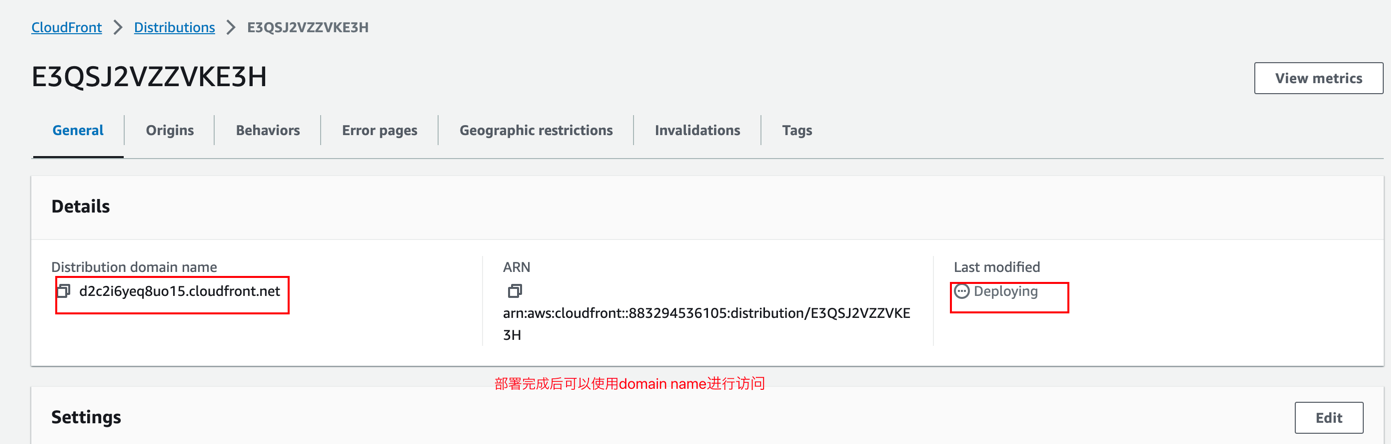 CloudFront > Distributions > E3QSJ2VZZVKE3H
E3QSJ2VZZVKE3H
View metrics
General Origins Behaviors Error pages Geographic restrictions Invalidations Tags
Details
Distribution domain name
d2c2i6yeq8uo15.cloudfront.net
ARN
arn:aws:cloudfront::883294536105:distribution/E3QSJ2VZZVKE
3H
Last modified
Deploying
部署完成后可以使用domain name进行访问
Settings
Edit